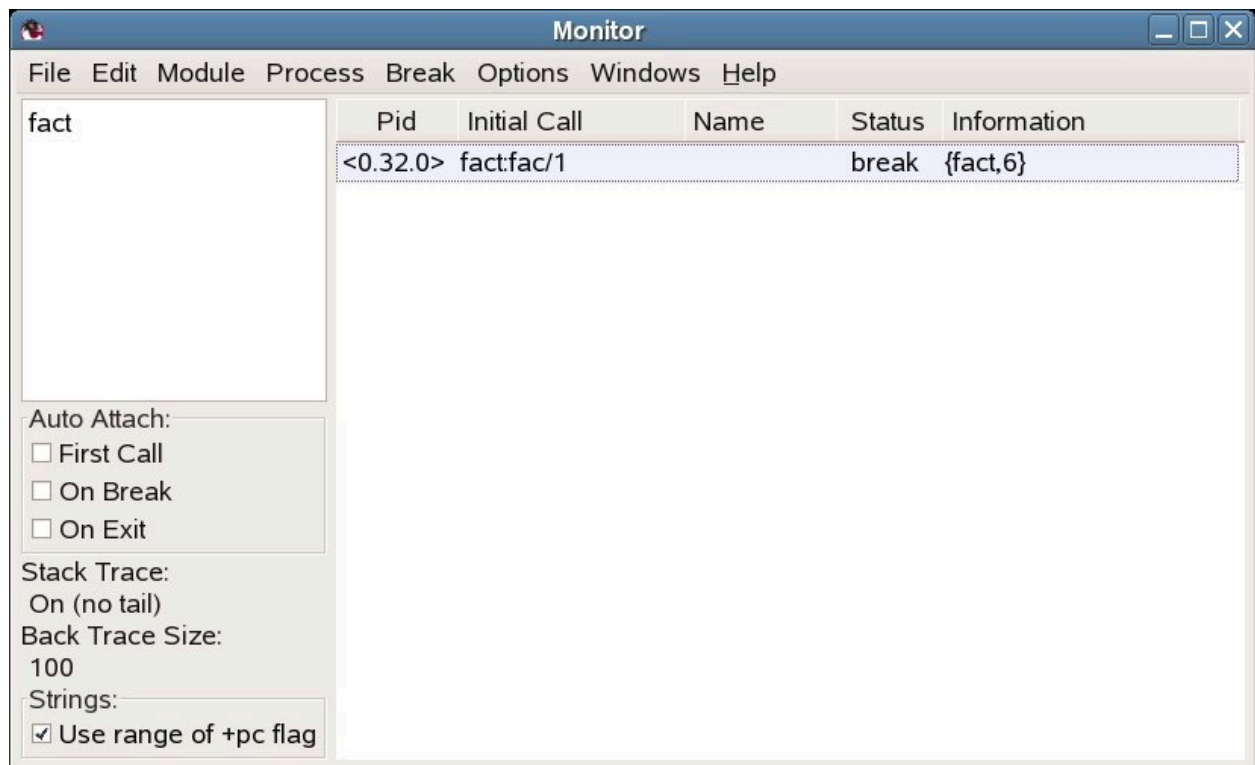 Monitor
File Edit Module Process Break Options Windows Help
fact
Pid Initial Call Name Status Information
<0.32.0> fact:fac/1 break {fact,6}
Auto Attach:
First Call
On Break
On Exit
Stack Trace:
On (no tail)
Back Trace Size:
100
Strings:
Use range of +pc flag